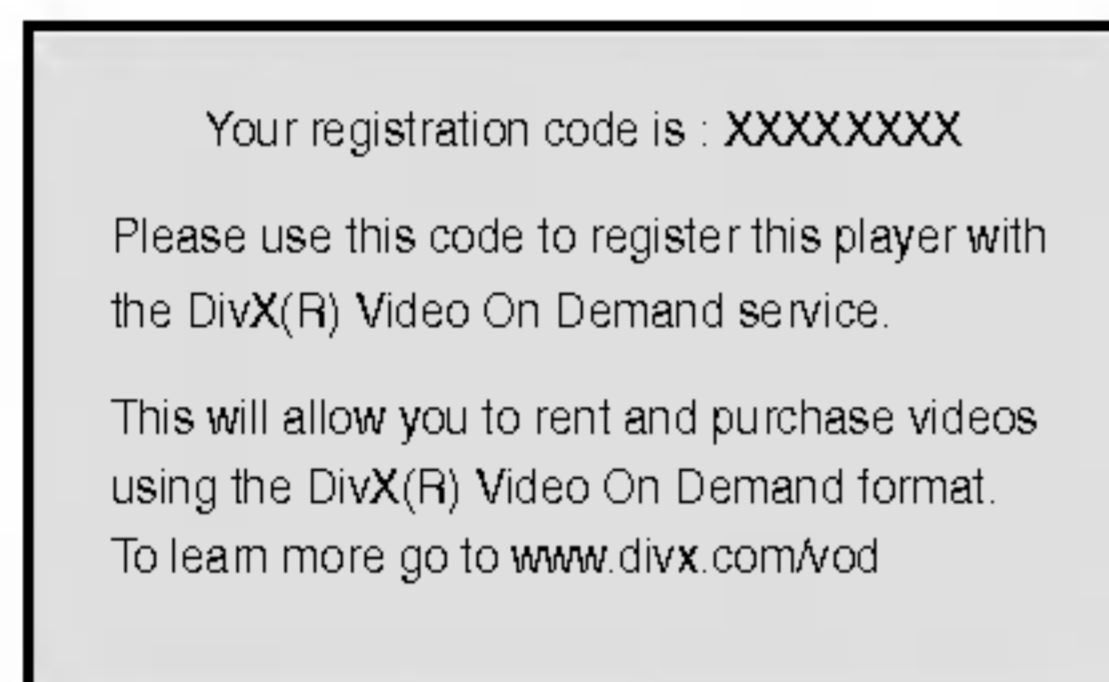 Your registration code is : XXXXXXXX
Please use this code to register this player with
the DivX(R) Video On Demand service.
This will allow you to rent and purchase videos
using the DivX(R) Video On Demand format.
To learn more go to www.divx.com/vod